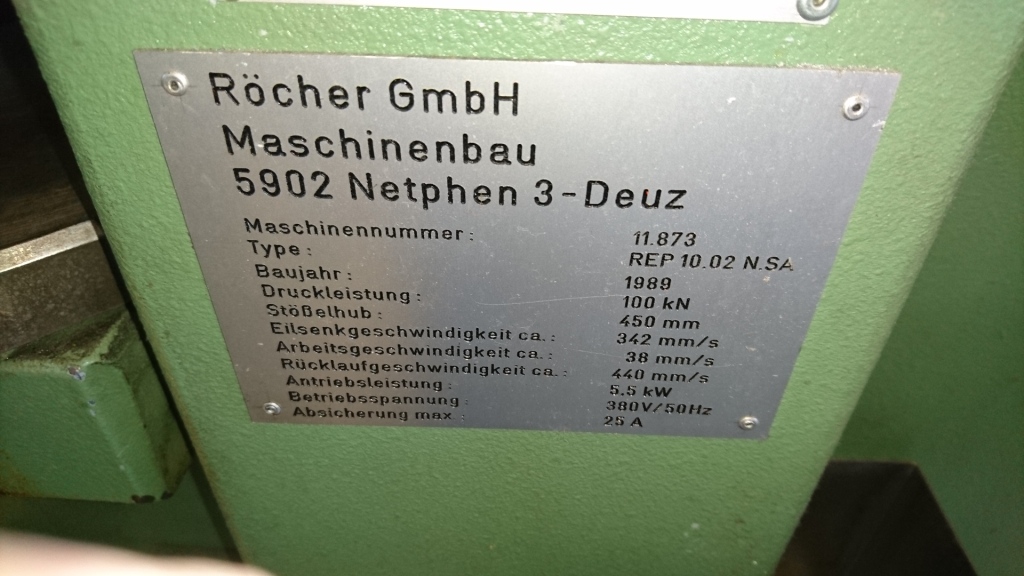 Röcher GmbH
Maschinenbau
5902 Netphen 3-Deuz
Maschinennummer: 11.873
Type: REP 10.02 N.SA
Baujahr: 1989
Druckleistung: 100 kN
Stößelhub: 450 mm
Eilsenkgeschwindigkeit ca.: 342 mm/s
Arbeitsgeschwindigkeit ca.: 38 mm/s
Rücklaufgeschwindigkeit ca.: 440 mm/s
Antriebsleistung: 5.5 kW
Betriebsspannung: 380V/50Hz
Absicherung max.: 25 A